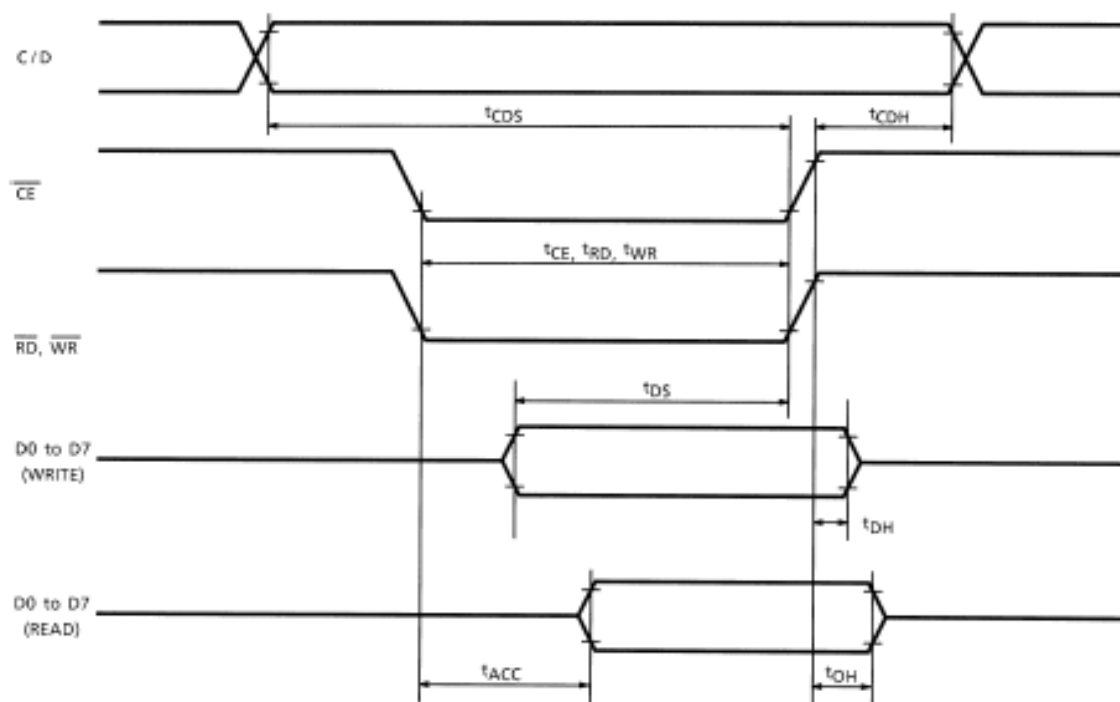 C/D
tCDS
tCDH
CE
tCE, tRD, tWR
RD, WR
tDS
D0 to D7
(WRITE)
tDH
D0 to D7
(READ)
tACC
tOH